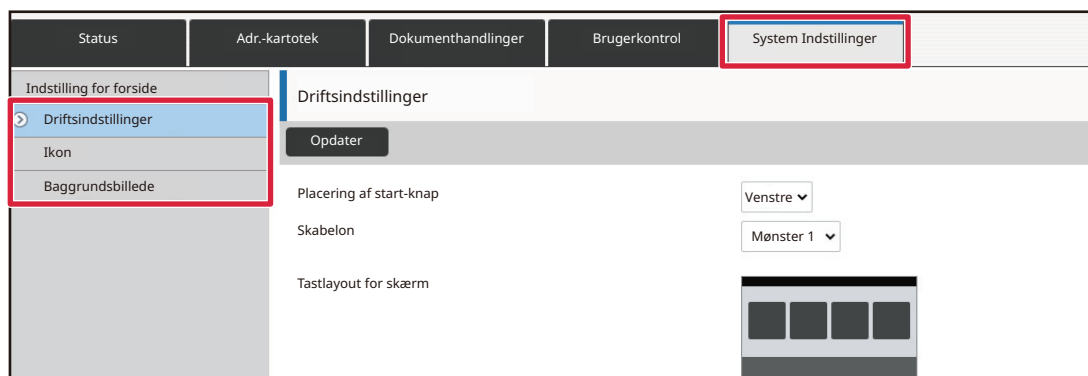 Status
Adr.-kartotek
Dokumenthandlinger
Brugerkontrol
System Indstillinger
Indstilling for forside
Driftsindstillinger
Ikon
Baggrundsbillede
Driftsindstillinger
Opdater
Placering af start-knap
Venstre
Skabelon
Mønster 1
Tastlayout for skærm